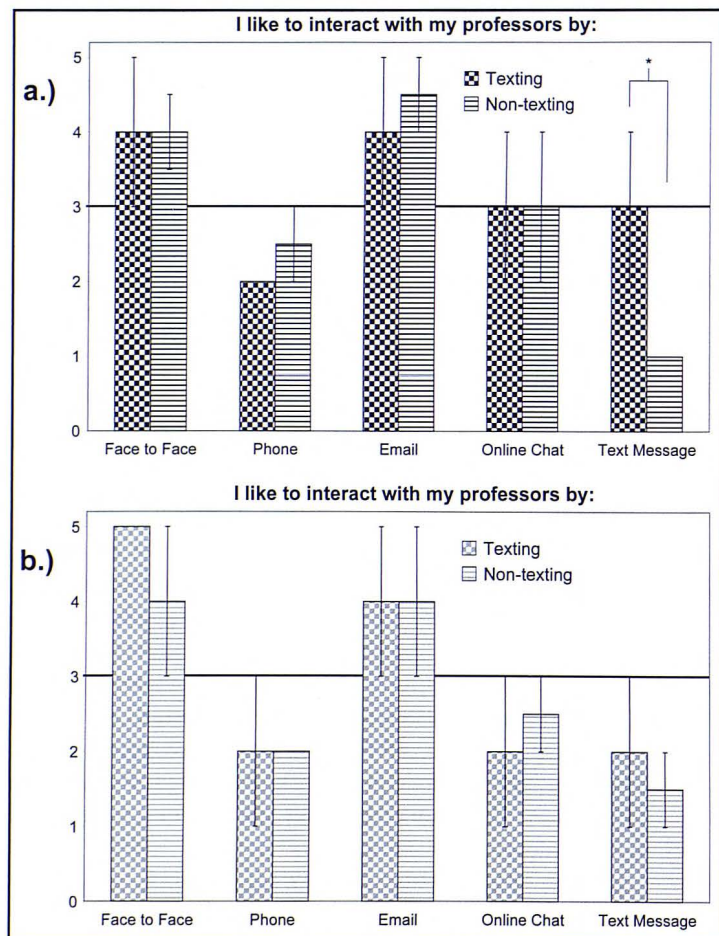 I like to interact with my professors by:
a.)
5
4
3
2
1
0
Texting
Non-texting
*
Face to Face Phone Email Online Chat Text Message
I like to interact with my professors by:
b.)
5
4
3
2
1
0
Texting
Non-texting
Face to Face Phone Email Online Chat Text Message